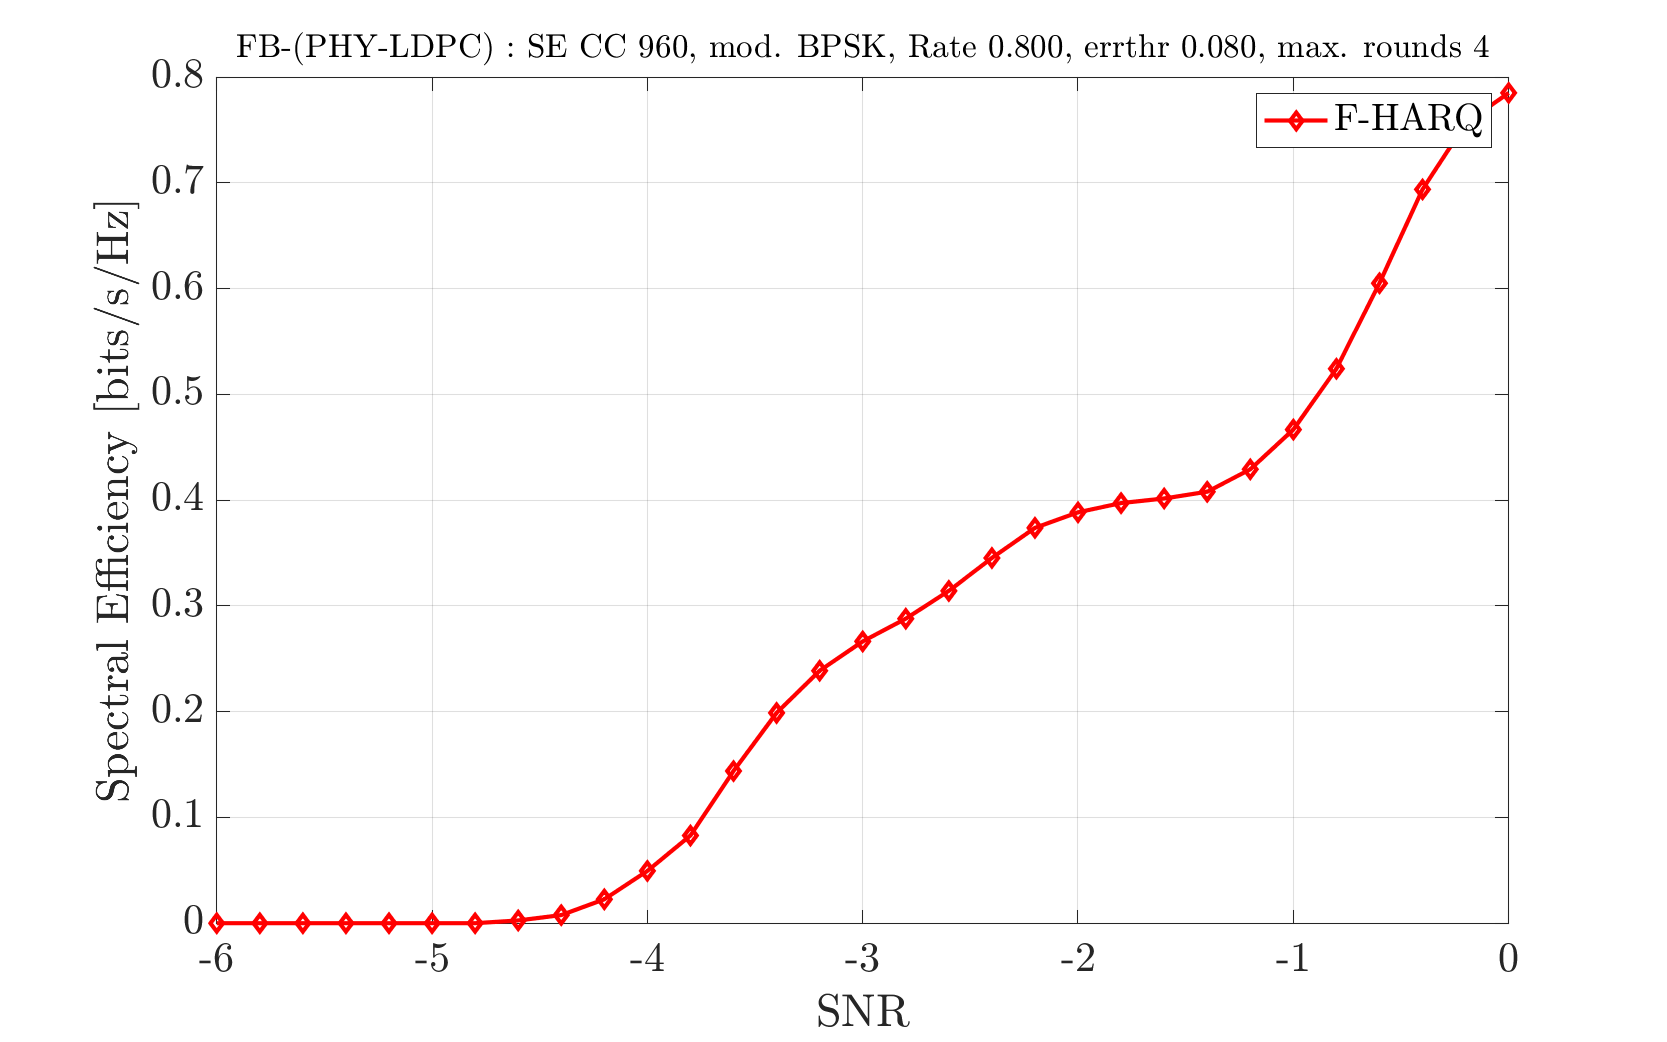 FB-(PHY-LDPC) : SE CC 960, mod. BPSK, Rate 0.800, errthr 0.080, max. rounds 4
F-HARQ
Spectral Efficiency [bits/s/Hz]
0.8
0.7
0.6
0.5
0.4
0.3
0.2
0.1
0
-6 -5 -4 -3 -2 -1 0
SNR